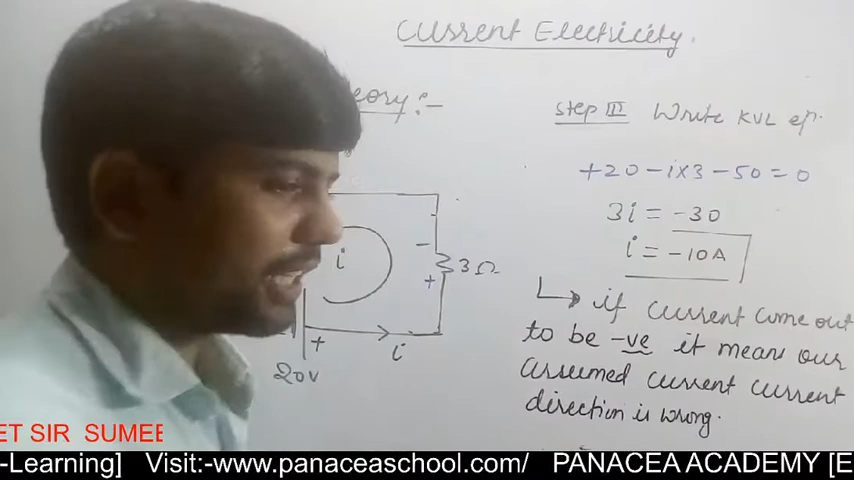 Current Electricity.
eory :-
Step III Write KVL eqn.
+20 - i×3 - 50 = 0
3i = -30
i = -10A
i
-
3Ω
+
if current come out
to be -ve it means our
assumed current current
direction is wrong.
+
i
20V
ET SIR SUMEE
-Learning] Visit:-www.panaceaschool.com/ PANACEA ACADEMY [E